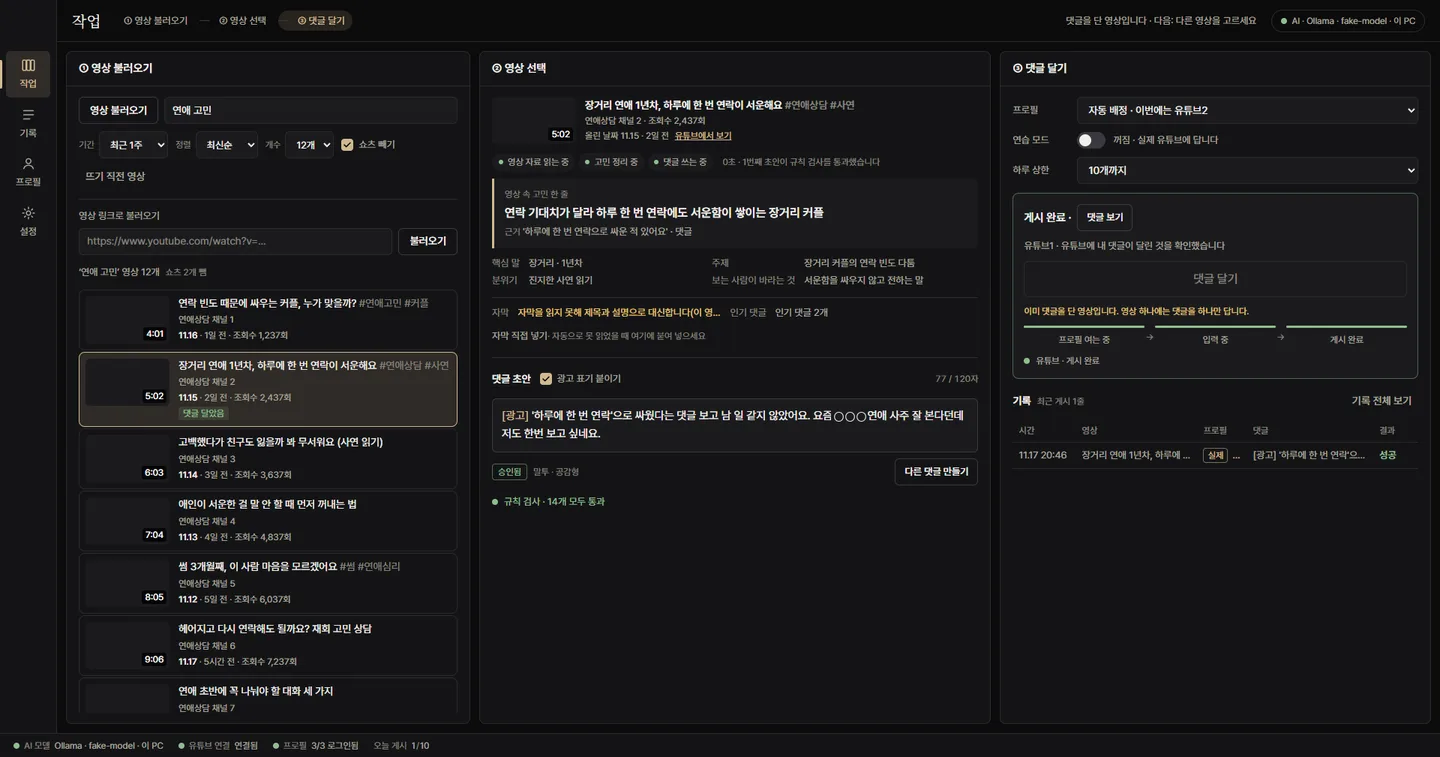 작업
① 영상 불러오기 — ② 영상 선택 — ③ 댓글 달기
댓글을 단 영상입니다 · 다음: 다른 영상을 고르세요
AI · Ollama · fake-model · 이 PC
작업
기록
프로필
설정
① 영상 불러오기
영상 불러오기
연애 고민
기간 최근 1주 정렬 최신순 개수 12개 쇼츠 빼기
뜨기 직전 영상
영상 링크로 불러오기
https://www.youtube.com/watch?v=...
불러오기
'연애 고민' 영상 12개 쇼츠 2개 뺌
연락 빈도 때문에 싸우는 커플, 누가 맞을까? #연애고민 #커플
연애상담 채널 1
4:01
11.16 · 1일 전 · 조회수 1,237회
장거리 연애 1년차, 하루에 한 번 연락이 서운해요 #연애상담 #사연
연애상담 채널 2
5:02
11.15 · 2일 전 · 조회수 2,437회
댓글 달았음
고백했다가 친구도 잃을까 봐 무서워요 (사연 읽기)
연애상담 채널 3
6:03
11.14 · 3일 전 · 조회수 3,637회
애인이 서운한 걸 말 안 할 때 먼저 꺼내는 법
연애상담 채널 4
7:04
11.13 · 4일 전 · 조회수 4,837회
썸 3개월째, 이 사람 마음을 모르겠어요 #썸 #연애심리
연애상담 채널 5
8:05
11.12 · 5일 전 · 조회수 6,037회
헤어지고 다시 연락해도 될까요? 재회 고민 상담
연애상담 채널 6
9:06
11.17 · 5시간 전 · 조회수 7,237회
연애 초반에 꼭 나눠야 할 대화 세 가지
연애상담 채널 7
② 영상 선택
장거리 연애 1년차, 하루에 한 번 연락이 서운해요 #연애상담 #사연
연애상담 채널 2 · 조회수 2,437회
5:02
올린 날짜 11.15 · 2일 전 유튜브에서 보기
영상 자료 읽는 중 고민 정리 중 댓글 쓰는 중 0초 · 1번째 초안이 규칙 검사를 통과했습니다
영상 속 고민 한 줄
연락 기대치가 달라 하루 한 번 연락에도 서운함이 쌓이는 장거리 커플
근거 '하루에 한 번 연락으로 싸운 적 있어요' · 댓글
핵심 말 장거리 · 1년차 주제 장거리 커플의 연락 빈도 다툼
분위기 진지한 사연 읽기 보는 사람이 바라는 것 서운함을 싸우지 않고 전하는 말
자막 자막을 읽지 못해 제목과 설명으로 대신합니다(이 영... 인기 댓글 인기 댓글 2개
자막 직접 넣기 · 자동으로 못 읽었을 때 여기에 붙여 넣으세요
댓글 초안 광고 표기 붙이기 77 / 120자
[광고] '하루에 한 번 연락'으로 싸웠다는 댓글 보고 남 일 같지 않았어요. 요즘 ○○○연애 사주 잘 본다던데
저도 한번 보고 싶네요.
승인됨 말투 · 공감형
다른 댓글 만들기
규칙 검사 · 14개 모두 통과
③ 댓글 달기
프로필 자동 배정 · 이번에는 유튜브2
연습 모드 꺼짐 · 실제 유튜브에 답니다
하루 상한 10개까지
게시 완료 · 댓글 보기
유튜브1 · 유튜브에 내 댓글이 달린 것을 확인했습니다
댓글 달기
이미 댓글을 단 영상입니다. 영상 하나에는 댓글을 하나만 답니다.
프로필 여는 중 → 입력 중 → 게시 완료
유튜브 · 게시 완료
기록 최근 게시 1줄 기록 전체 보기
시간 영상 프로필 댓글 결과
11.17 20:46 장거리 연애 1년차, 하루에 ... 실제 ... [광고] '하루에 한 번 연락'으... 성공
AI 모델 Ollama · fake-model · 이 PC 유튜브 연결 연결됨 프로필 3/3 로그인됨 오늘 게시 1/10